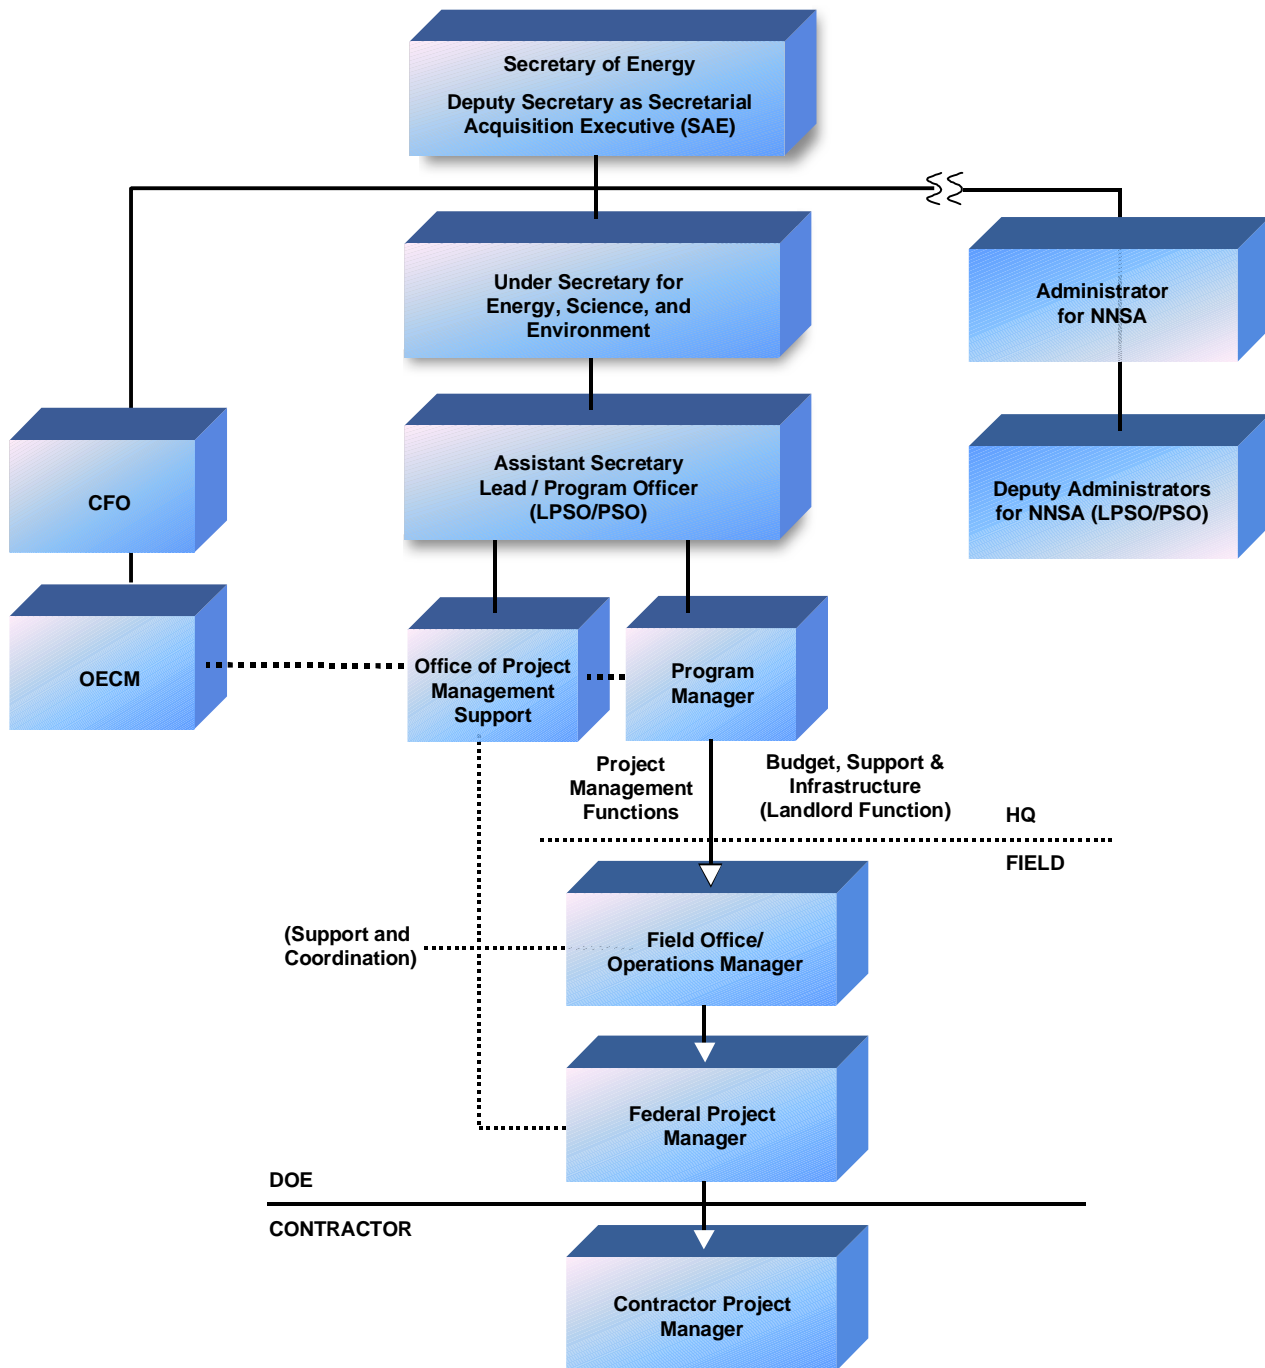 Secretary of Energy
Deputy Secretary as Secretarial
Acquisition Executive (SAE)
Under Secretary for
Energy, Science, and
Environment
Administrator
for NNSA
Assistant Secretary
Lead / Program Officer
(LPSO/PSO)
CFO
Deputy Administrators
for NNSA (LPSO/PSO)
OECM
Office of Project
Management
Support
Program
Manager
Project
Management
Functions
Budget, Support &
Infrastructure
(Landlord Function)
HQ
FIELD
(Support and
Coordination)
Field Office/
Operations Manager
Federal Project
Manager
DOE
CONTRACTOR
Contractor Project
Manager